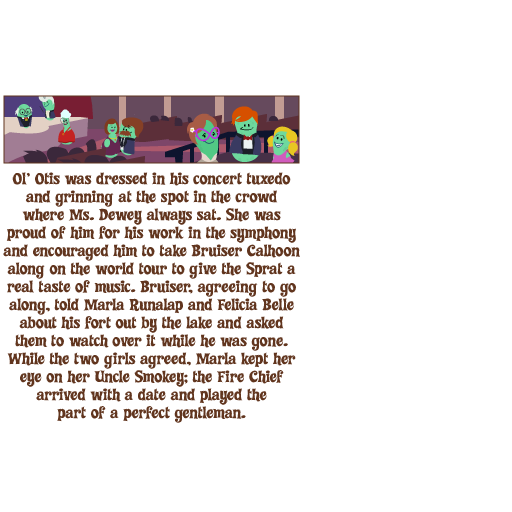 Ol' Otis was dressed in his concert tuxedo
and grinning at the spot in the crowd
where Ms. Dewey always sat. She was
proud of him for his work in the symphony
and encouraged him to take Bruiser Calhoon
along on the world tour to give the Sprat a
real taste of music. Bruiser, agreeing to go
along, told Marla Runalap and Felicia Belle
about his fort out by the lake and asked
them to watch over it while he was gone.
While the two girls agreed, Marla kept her
eye on her Uncle Smokey; the Fire Chief
arrived with a date and played the
part of a perfect gentleman.